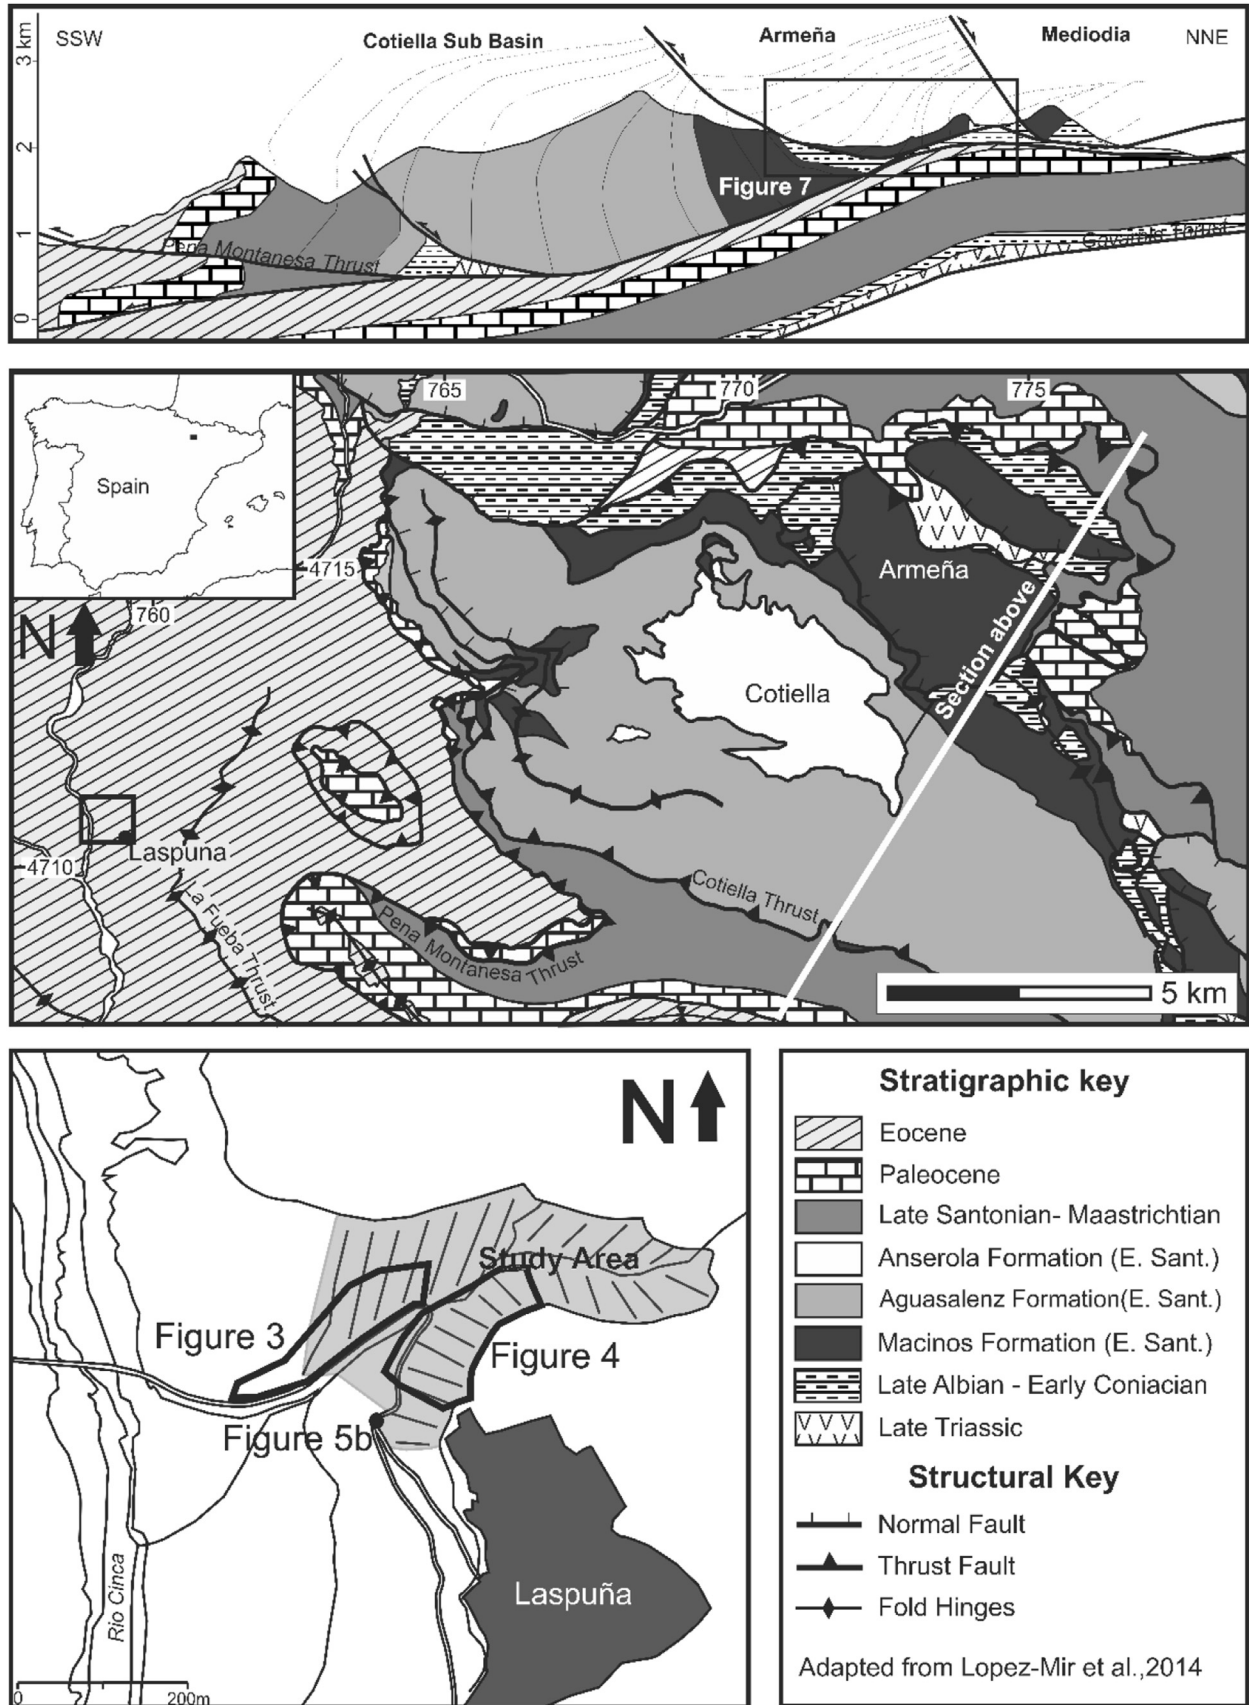 3 km
SSW
Cotiella Sub Basin
Armeña
Mediodia
NNE
2
Figure 7
1
Pena Montanesa Thrust
Gavarnie Thrust
0
765
770
775
Spain
4715
760
N
Armeña
Section above
Cotiella
Laspuna
4710
La Fueba Thrust
Cotiella Thrust
Pena Montanesa Thrust
5 km
N
Study Area
Figure 3
Figure 4
Figure 5b
Rio Cinca
Laspuña
0
200m
Stratigraphic key
Eocene
Paleocene
Late Santonian- Maastrichtian
Anserola Formation (E. Sant.)
Aguasalenz Formation(E. Sant.)
Macinos Formation (E. Sant.)
Late Albian - Early Coniacian
Late Triassic
Structural Key
Normal Fault
Thrust Fault
Fold Hinges
Adapted from Lopez-Mir et al.,2014